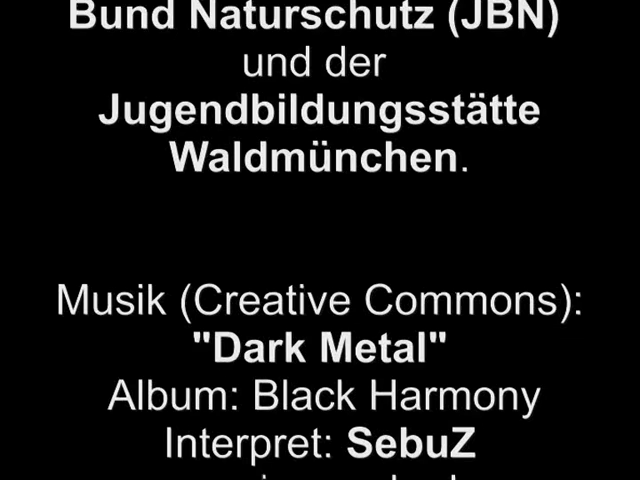 Bund Naturschutz (JBN)
und der
Jugendbildungsstätte
Waldmünchen.
Musik (Creative Commons):
"Dark Metal"
Album: Black Harmony
Interpret: SebuZ